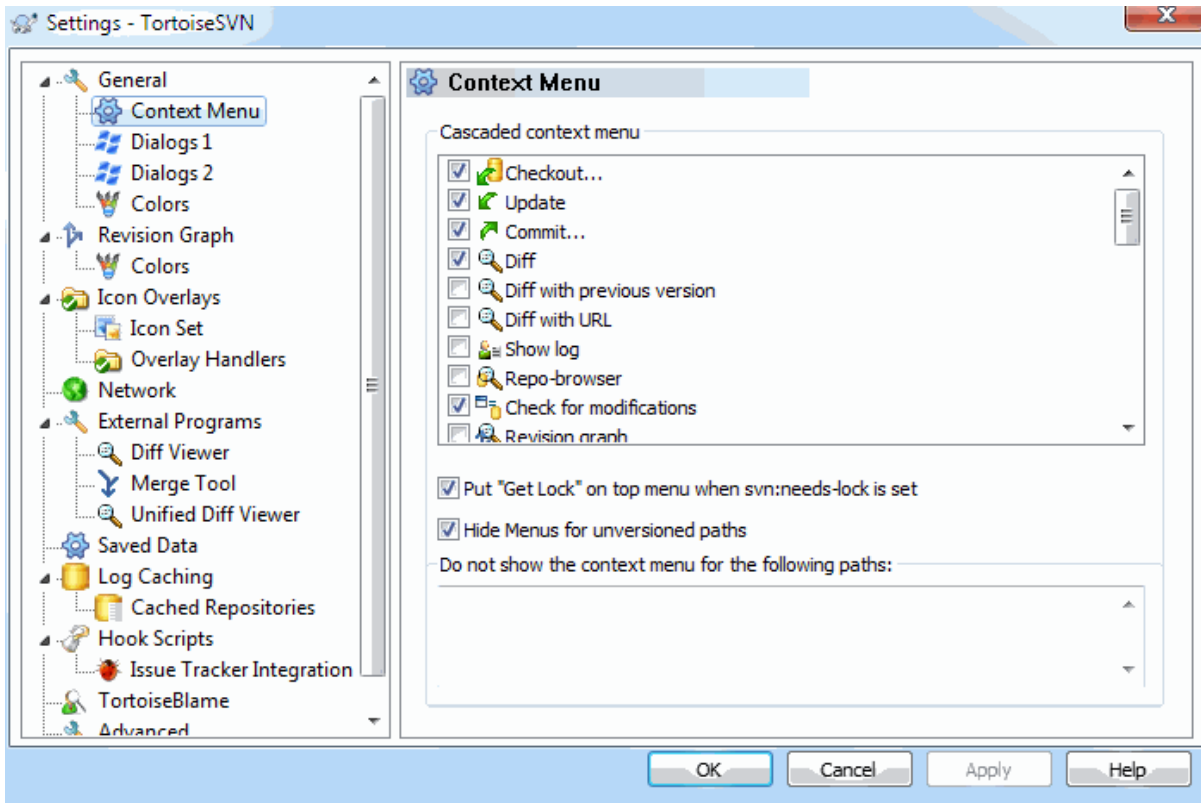 Settings - TortoiseSVN
General
Context Menu
Dialogs 1
Dialogs 2
Colors
Revision Graph
Colors
Icon Overlays
Icon Set
Overlay Handlers
Network
External Programs
Diff Viewer
Merge Tool
Unified Diff Viewer
Saved Data
Log Caching
Cached Repositories
Hook Scripts
Issue Tracker Integration
TortoiseBlame
Advanced
Context Menu
Cascaded context menu
Checkout...
Update
Commit...
Diff
Diff with previous version
Diff with URL
Show log
Repo-browser
Check for modifications
Revision graph
Put "Get Lock" on top menu when svn:needs-lock is set
Hide Menus for unversioned paths
Do not show the context menu for the following paths:
OK
Cancel
Apply
Help